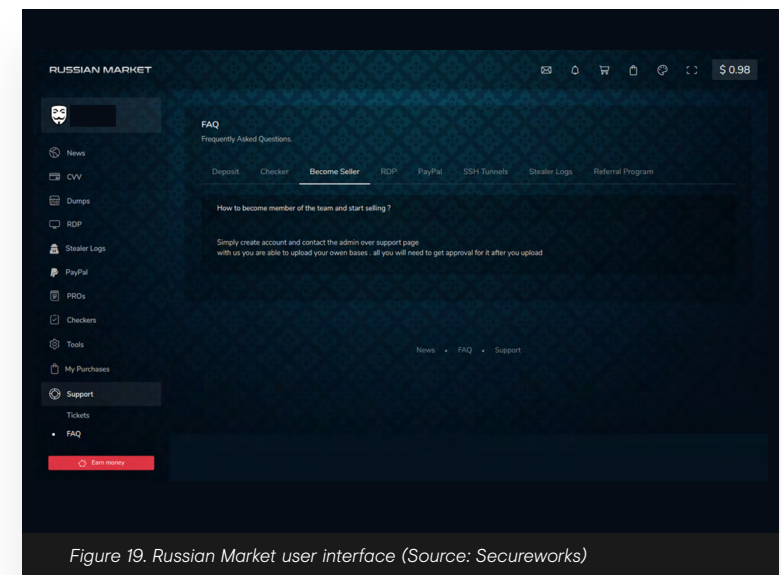 RUSSIAN MARKET
$ 0.98
News
CVV
Dumps
RDP
Stealer Logs
PayPal
PROs
Checkers
Tools
My Purchases
Support
Tickets
FAQ
Earn money
FAQ
Frequently Asked Questions.
Deposit Checker Become Seller RDP PayPal SSH Tunnels Stealer Logs Referral Program
How to become member of the team and start selling ?
Simply create account and contact the admin over support page
with us you are able to upload your owen bases . all you will need to get approval for it after you upload
News • FAQ • Support
Figure 19. Russian Market user interface (Source: Secureworks)